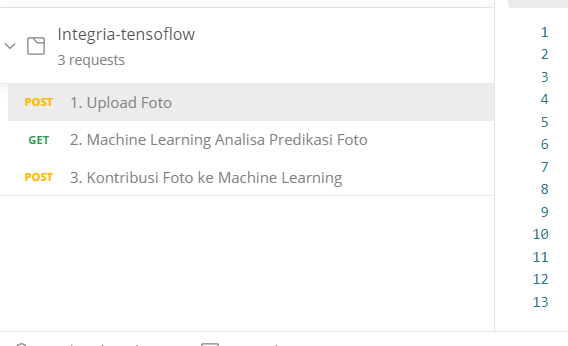 Integria-tensoflow
3 requests
POST 1. Upload Foto
GET 2. Machine Learning Analisa Predikasi Foto
POST 3. Kontribusi Foto ke Machine Learning
1
2
3
4
5
6
7
8
9
10
11
12
13